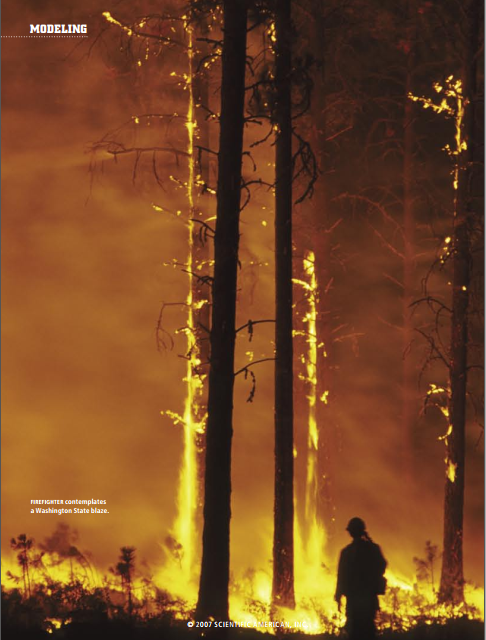 MODELING
FIREFIGHTER contemplates
a Washington State blaze.
© 2007 SCIENTIFIC AMERICAN, INC.